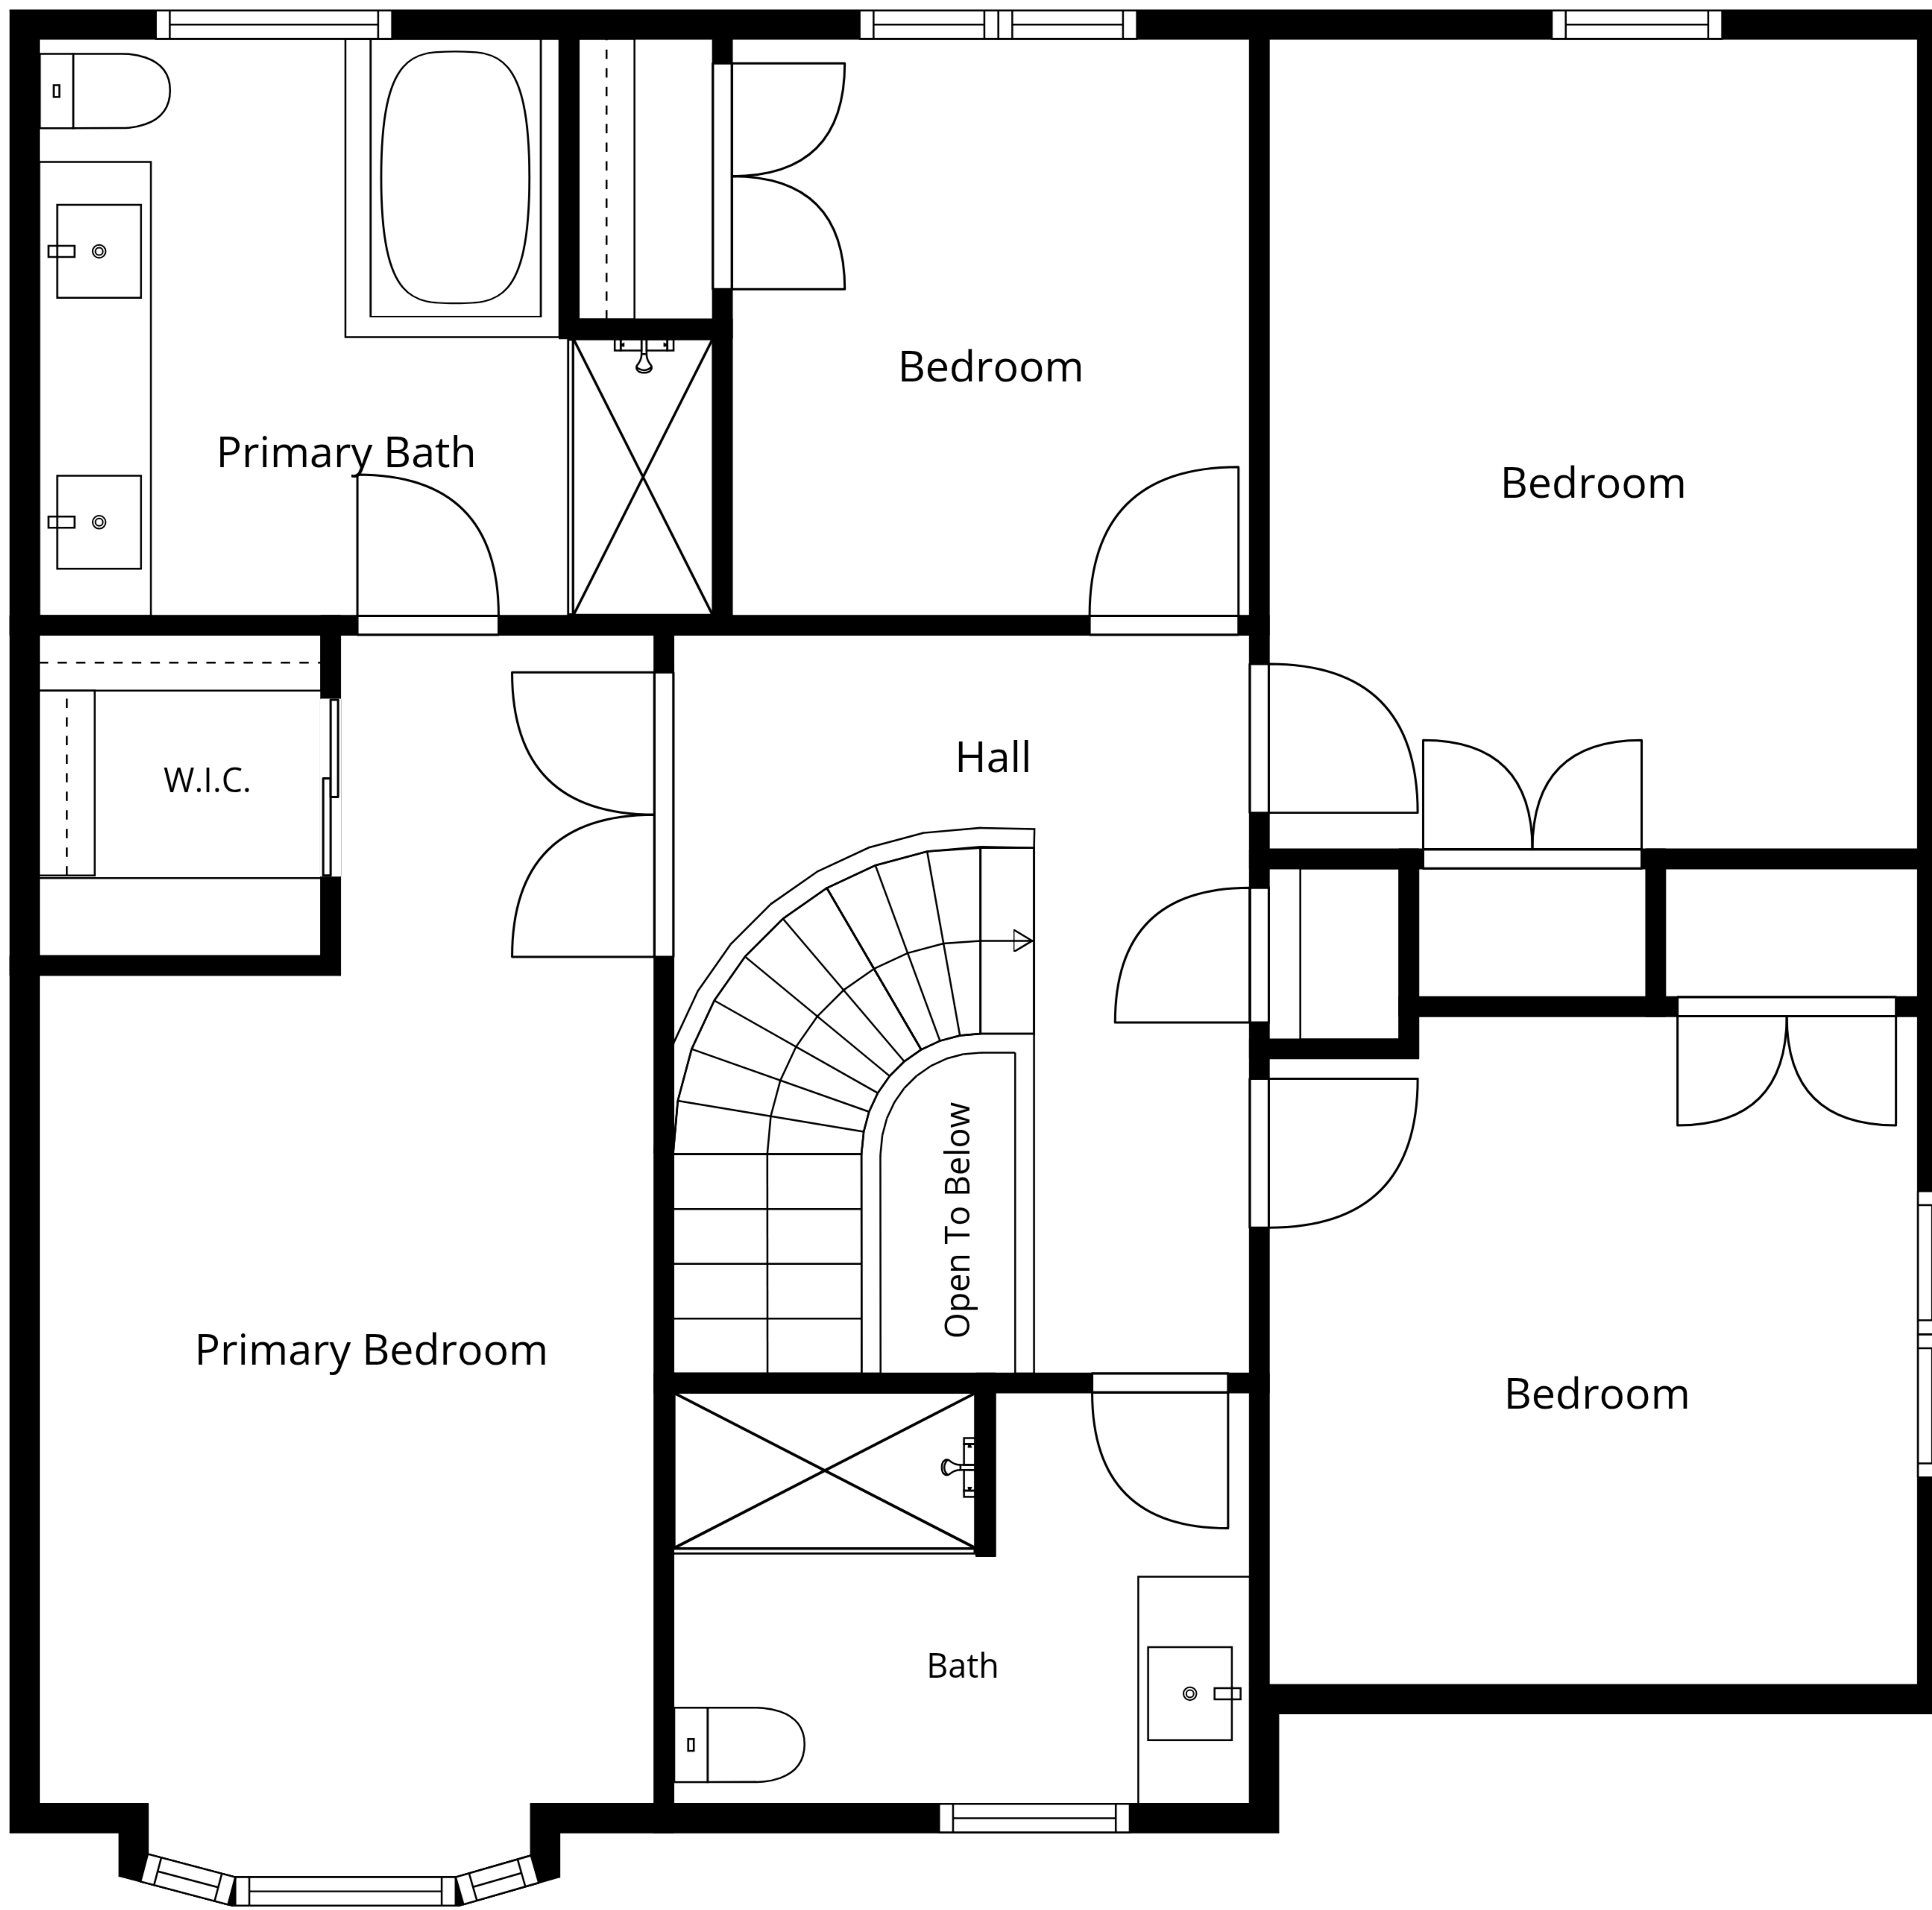 Bedroom
Primary Bath
Bedroom
Hall
W.I.C.
Open To Below
Primary Bedroom
Bedroom
Bath